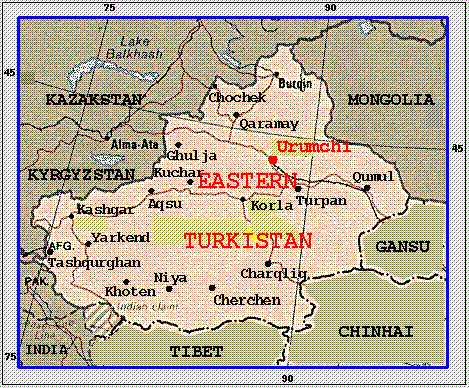 75
90
Lake
Balkhash
45
Burqin
KAZAKSTAN
Chochek
MONGOLIA
Qaramay
Alma-Ata
Urumchi
45
Ghulja
KYRGYZSTAN
Kuchar
EASTERN
Qumul
Aqsu
Korla
Turpan
Kashgar
Yarkend
TURKISTAN
GANSU
AFG.
Tashqurghan
Charqliq
PAK.
Niya
Khoten
Cherchen
Indian claim
CHINHAI
INDIA
TIBET
75
90